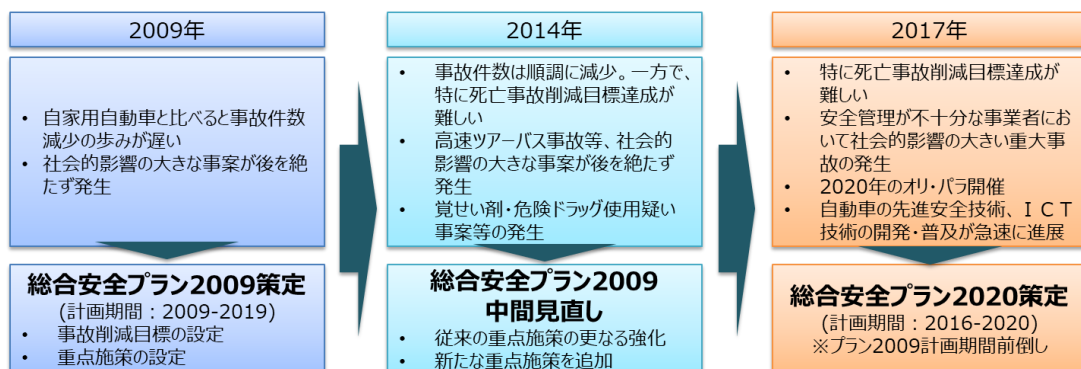 2009年
・ 自家用自動車と比べると事故件数
減少の歩みが遅い
・ 社会的影響の大きな事案が後を絶
たず発生
総合安全プラン2009策定
(計画期間：2009-2019)
・ 事故削減目標の設定
・ 重点施策の設定
2014年
・ 事故件数は順調に減少。一方で、
特に死亡事故削減目標達成が
難しい
・ 高速ツアーバス事故等、社会的
影響の大きな事案が後を絶たず
発生
・ 覚せい剤・危険ドラッグ使用疑い
事案等の発生
総合安全プラン2009
中間見直し
・ 従来の重点施策の更なる強化
・ 新たな重点施策を追加
2017年
・ 特に死亡事故削減目標達成が
難しい
・ 安全管理が不十分な事業者にお
いて社会的影響の大きい重大事
故の発生
・ 2020年のオリ・パラ開催
・ 自動車の先進安全技術、ＩＣＴ
技術の開発・普及が急速に進展
総合安全プラン2020策定
(計画期間：2016-2020)
※プラン2009計画期間前倒し